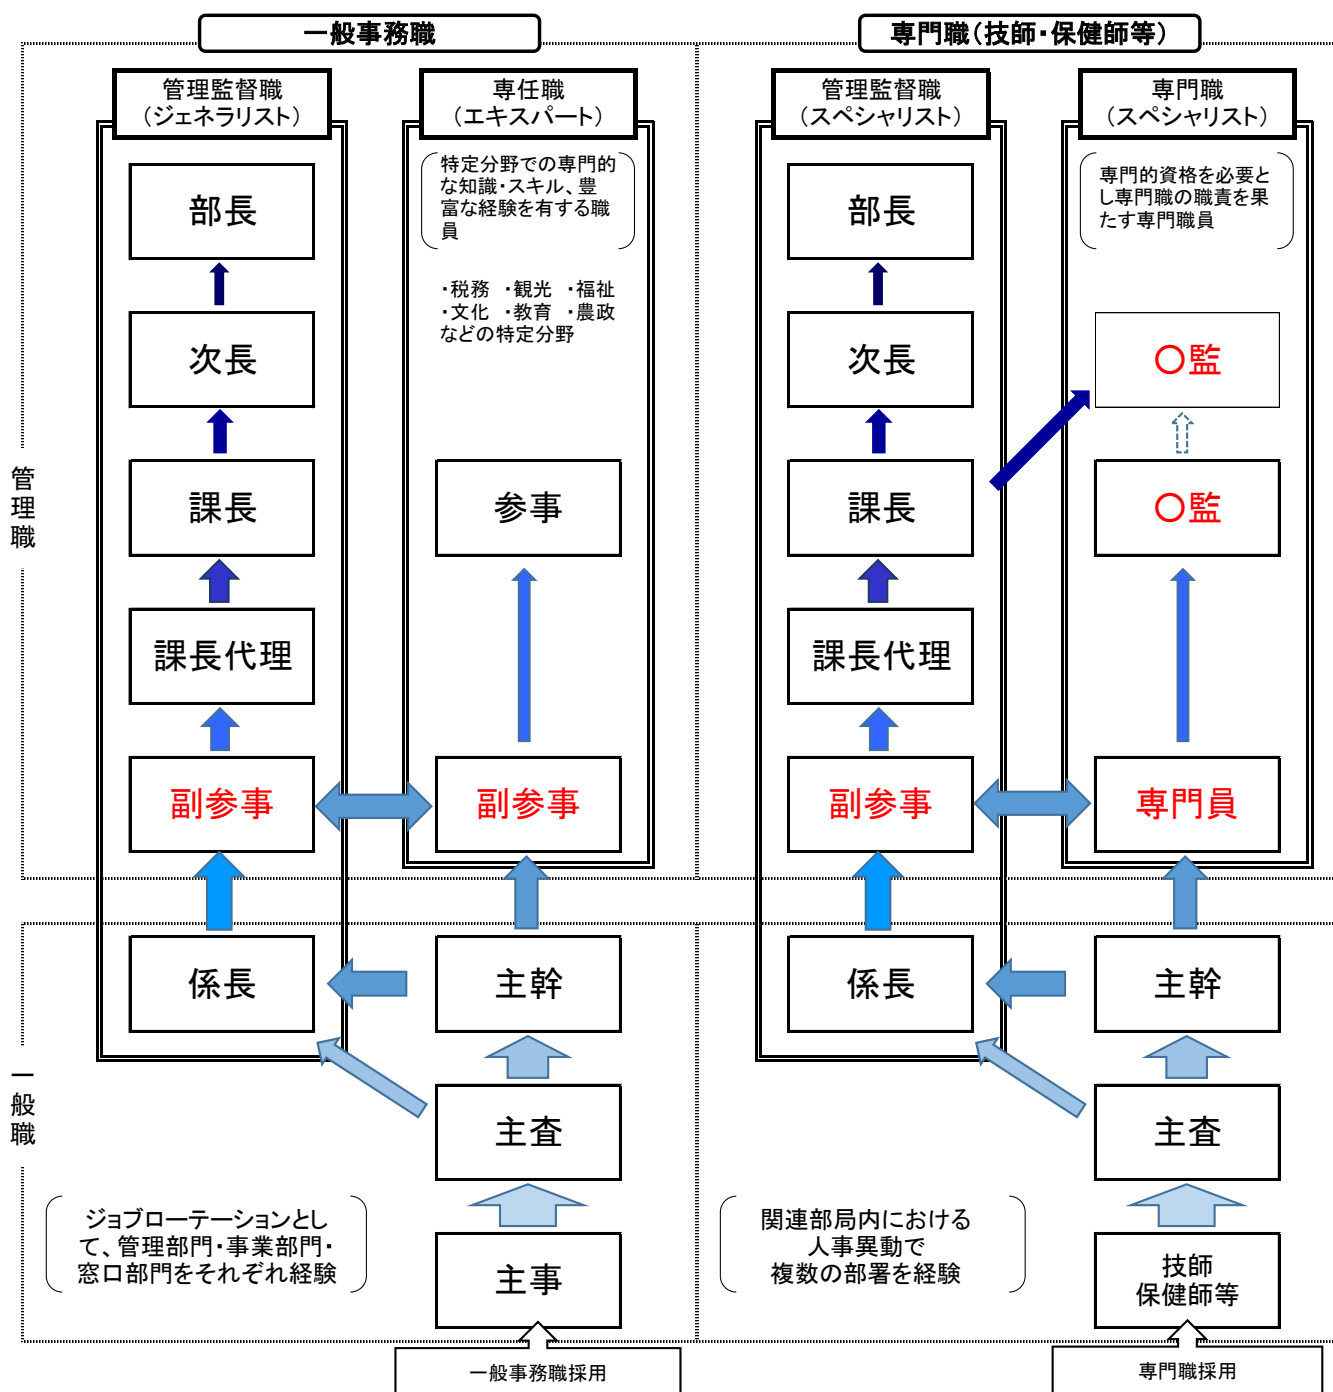 一般事務職
専門職(技師・保健師等)
管理監督職
(ジェネラリスト)
専任職
(エキスパート)
管理監督職
(スペシャリスト)
専門職
(スペシャリスト)
特定分野での専門的
な知識・スキル、豊
富な経験を有する職
員
・税務 ・観光 ・福祉
・文化 ・教育 ・農政
などの特定分野
専門的資格を必要と
し専門職の職責を果
たす専門職員
管理職
部長
次長
課長
課長代理
副参事
参事
副参事
部長
次長
課長
課長代理
副参事
〇監
〇監
専門員
一般職
係長
主幹
主査
主事
係長
主幹
主査
技師
保健師等
ジョブローテーションとし
て、管理部門・事業部門・
窓口部門をそれぞれ経験
関連部局内における
人事異動で
複数の部署を経験
一般事務職採用
専門職採用